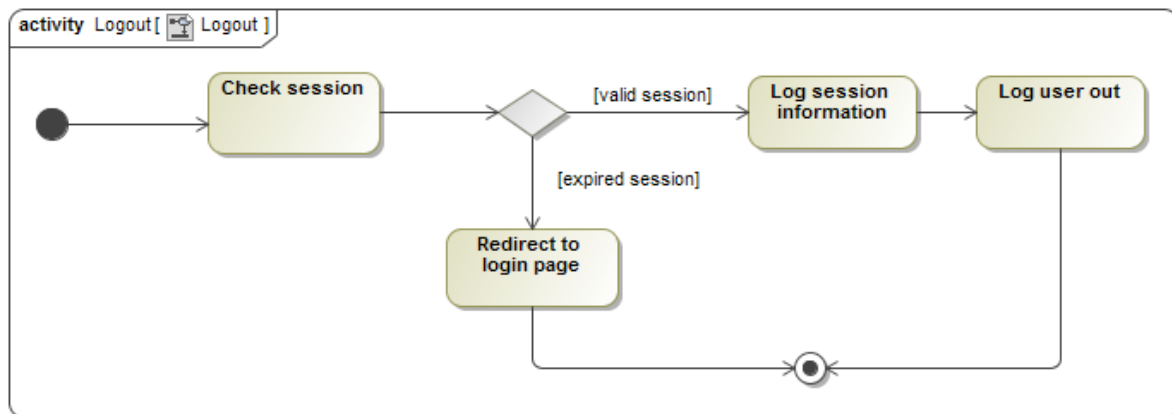 activity Logout [ Logout ]
Check session
[valid session]
Log session
information
Log user out
[expired session]
Redirect to
login page